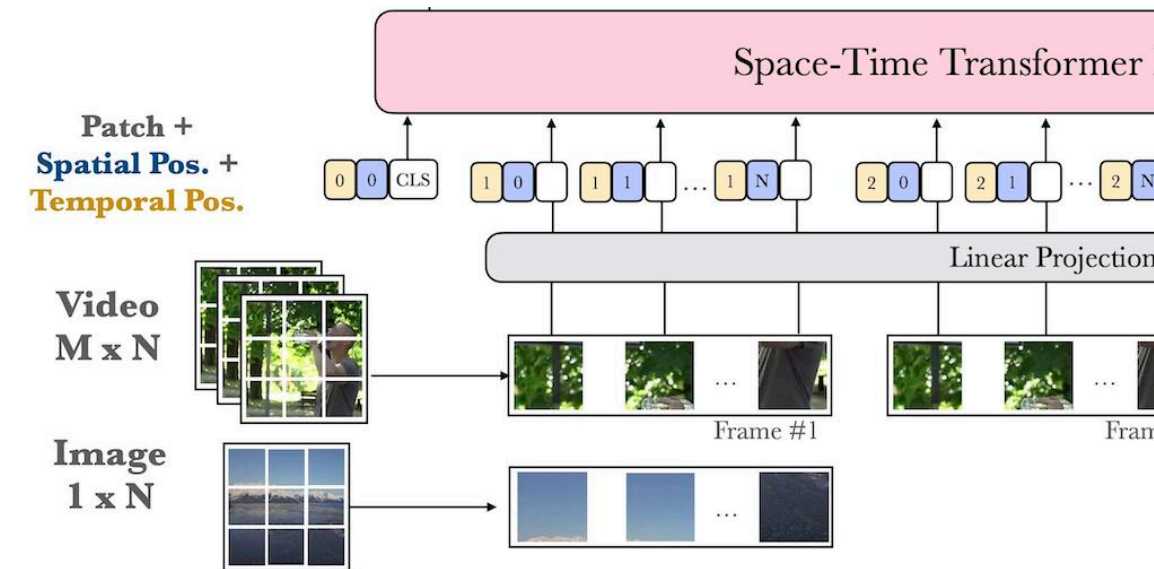 Space-Time Transformer
Patch +
Spatial Pos. +
Temporal Pos.
0 0 CLS 1 0 1 1 ... 1 N 2 0 2 1 ... 2 N
Linear Projection
Video
M x N
...
...
Frame #1
Image
1 x N
...